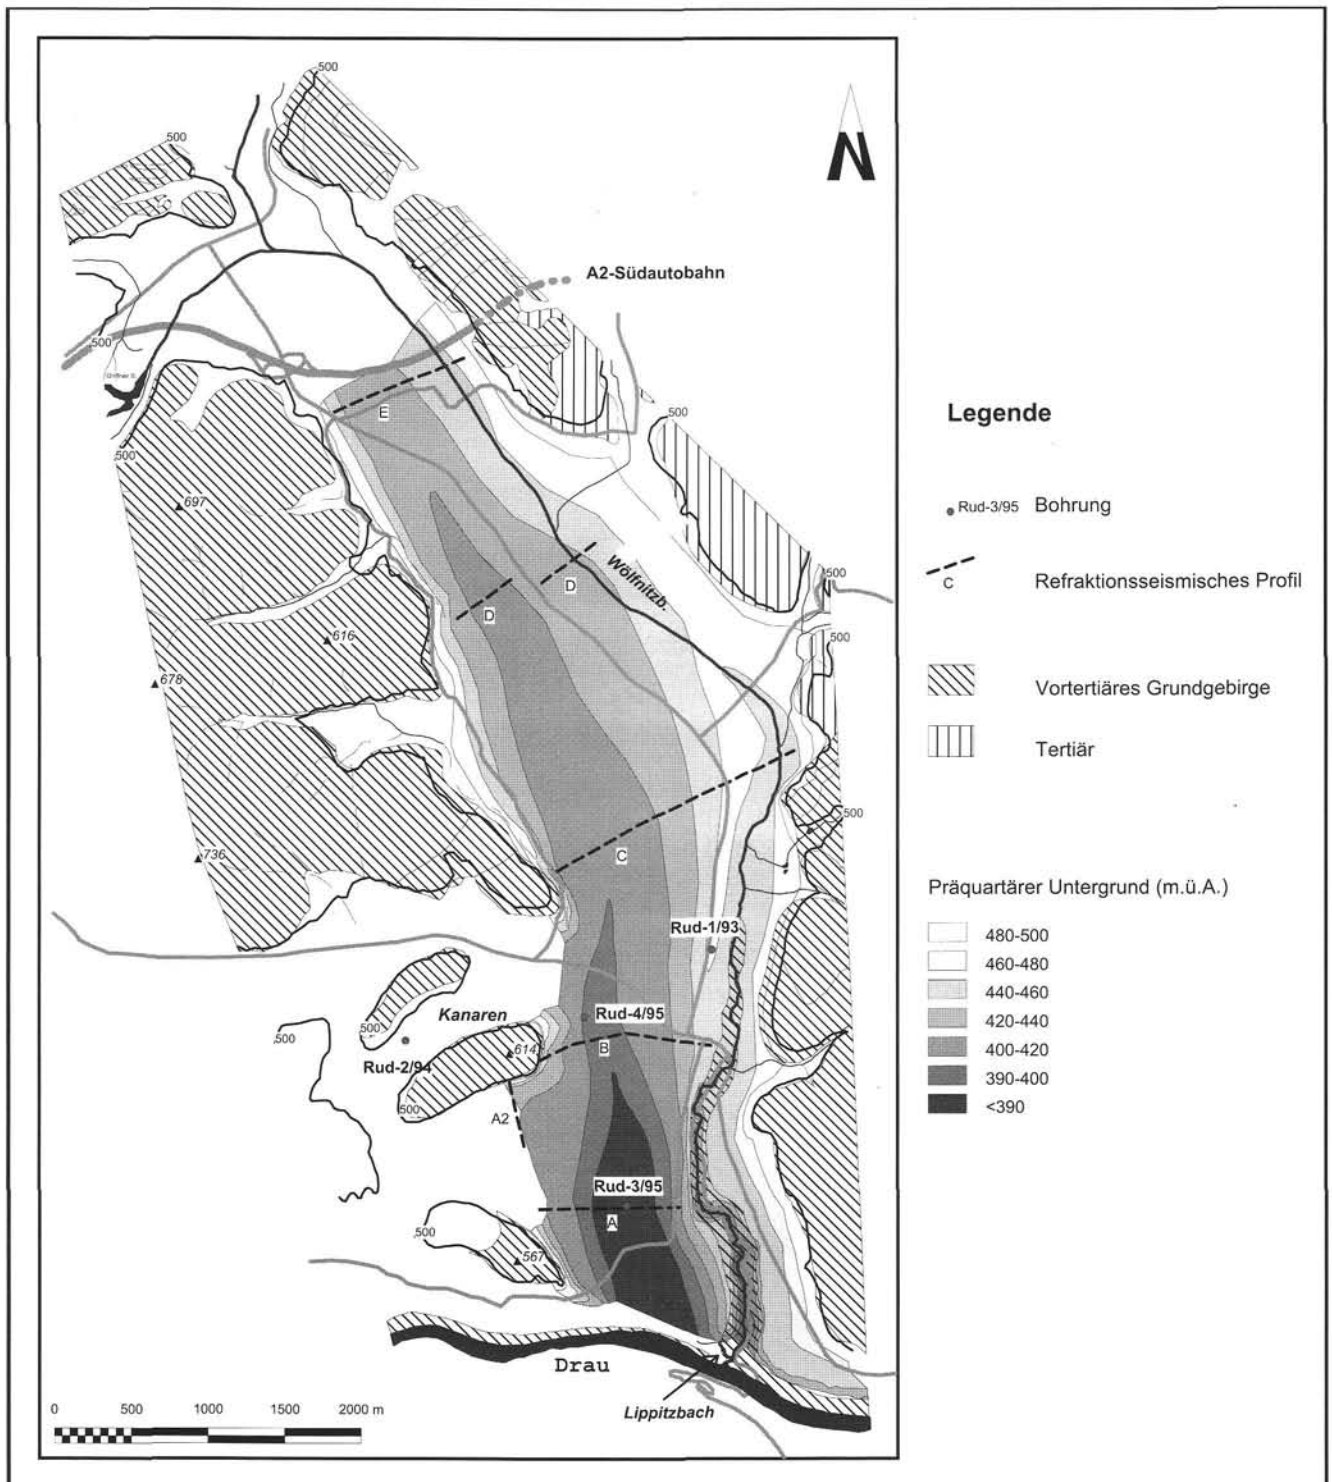 ,500
,500
A2-Südautobahn
,500
E
,500
,500
697
D
D
Wölfnitzb.
616
678
,500
,500
C
736
,500
Rud-1/93
Kanaren
Rud-4/95
,500
,500
B
614
Rud-2/94
,500
A2
Rud-3/95
A
,500
567
Drau
Lippitzbach
0 500 1000 1500 2000 m
N
Legende
Rud-3/95 Bohrung
C Refraktionsseismisches Profil
Vortertiäres Grundgebirge
Tertiär
Präquartärer Untergrund (m.ü.A.)
480-500
460-480
440-460
420-440
400-420
390-400
<390